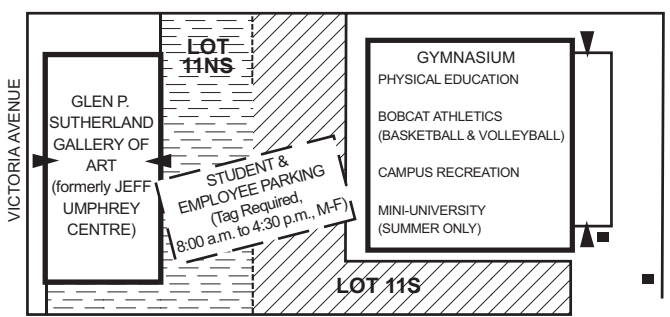 VICTORIA AVENUE
GLEN P.
SUTHERLAND
GALLERY OF
ART
(formerly JEFF
UMPHREY
CENTRE)
LOT
11NS
STUDENT &
EMPLOYEE PARKING
(Tag Required,
8:00 a.m. to 4:30 p.m., M-F)
GYMNASIUM
PHYSICAL EDUCATION
BOBCAT ATHLETICS
(BASKETBALL & VOLLEYBALL)
CAMPUS RECREATION
MINI-UNIVERSITY
(SUMMER ONLY)
LOT 11S